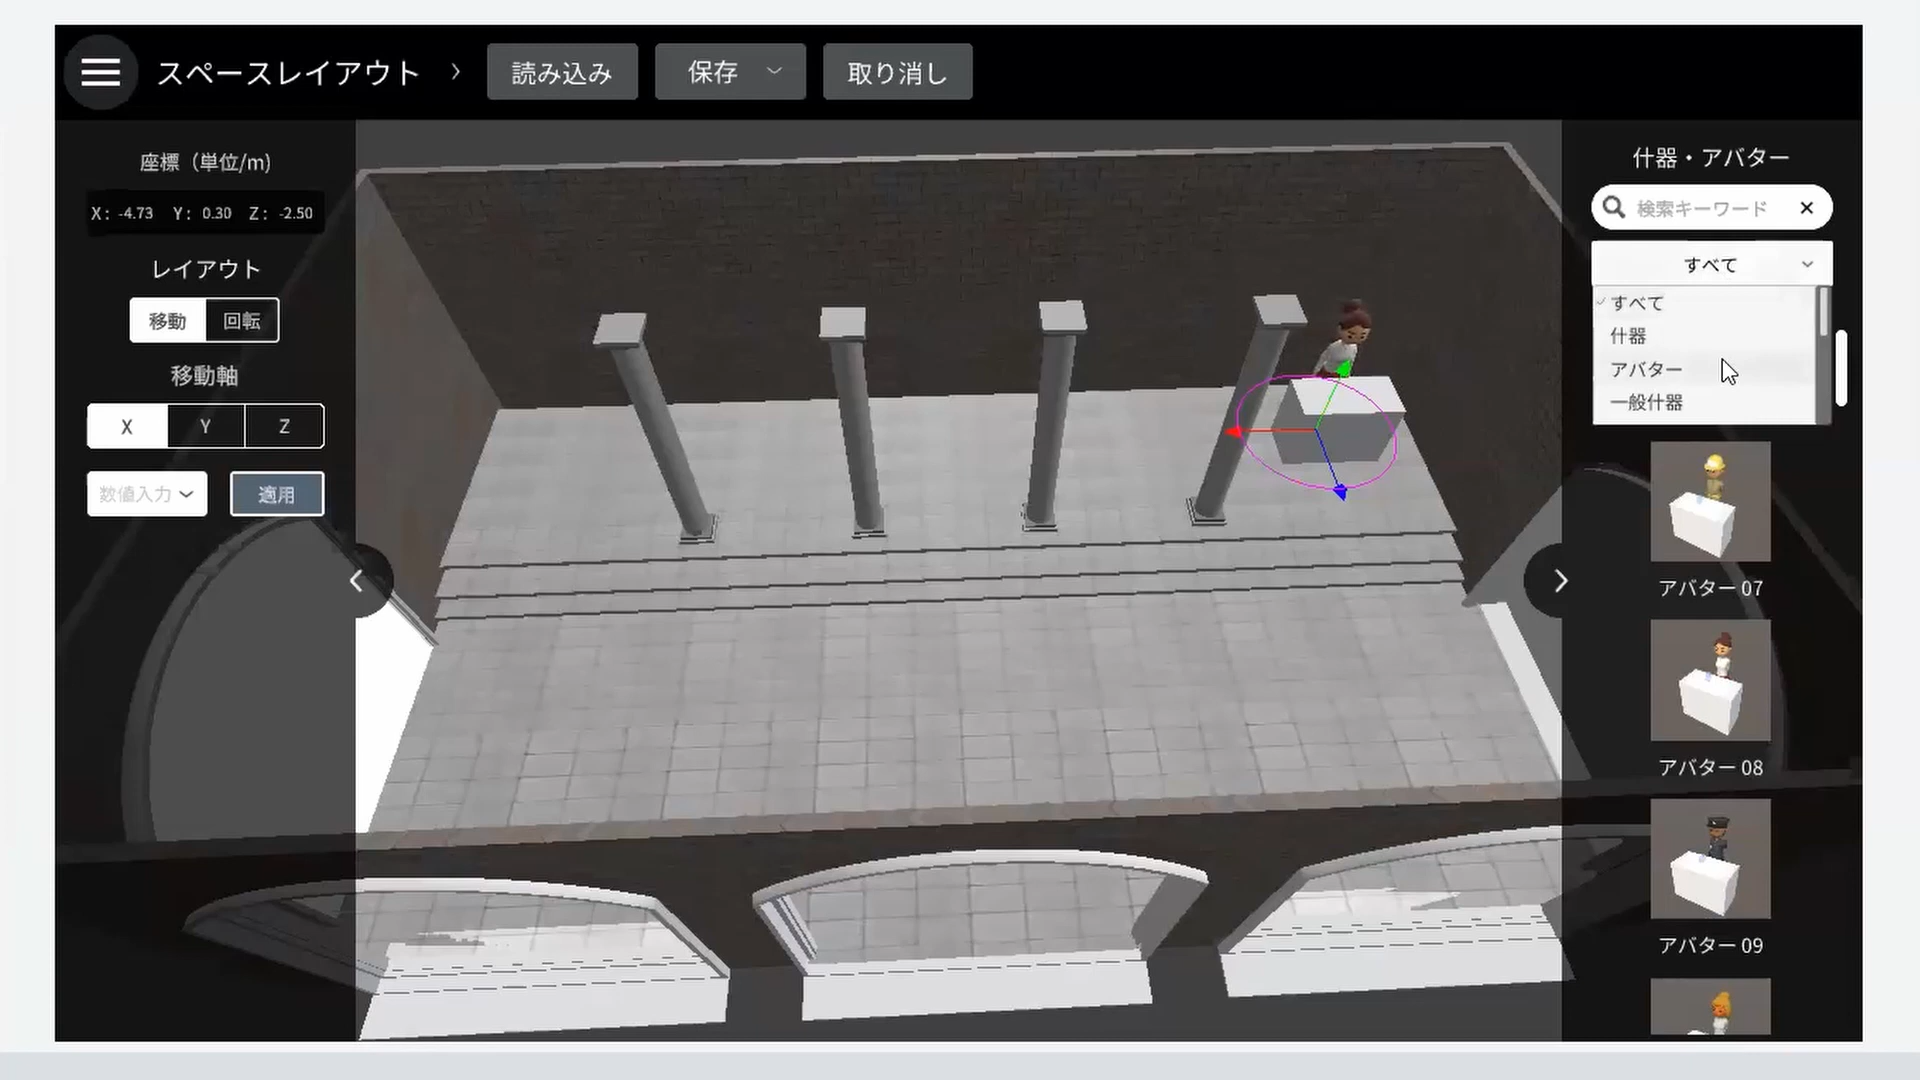 スペースレイアウト
読み込み
保存
取り消し
座標（単位/m)
X: -4.73 Y: 0.30 Z: -2.50
レイアウト
移動 回転
移動軸
X Y Z
数値入力 適用
什器・アバター
検索キーワード
すべて
すべて
什器
アバター
一般什器
アバター 07
アバター 08
アバター 09